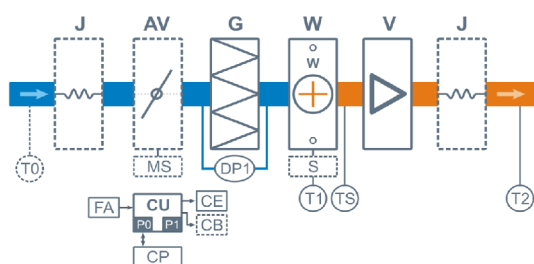 J AV G W V J
W
T0 MS DP1 S
T1 TS T2
FA CU CE
P0 P1 CB
CP